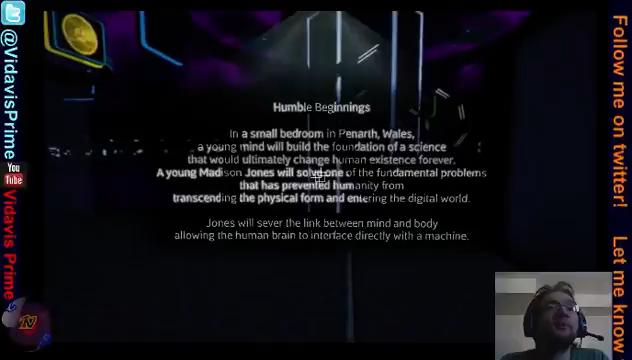 @VidavisPrime
You
Tube
Vidavis Prime
Humble Beginnings
In a small bedroom in Penarth, Wales,
a young mind will build the foundation of a science
that would ultimately change human existence forever.
A young Madison Jones will solve one of the fundamental problems
that has prevented humanity from
transcending the physical form and entering the digital world.
Jones will sever the link between mind and body
allowing the human brain to interface directly with a machine.
Follow me on twitter!
Let me know